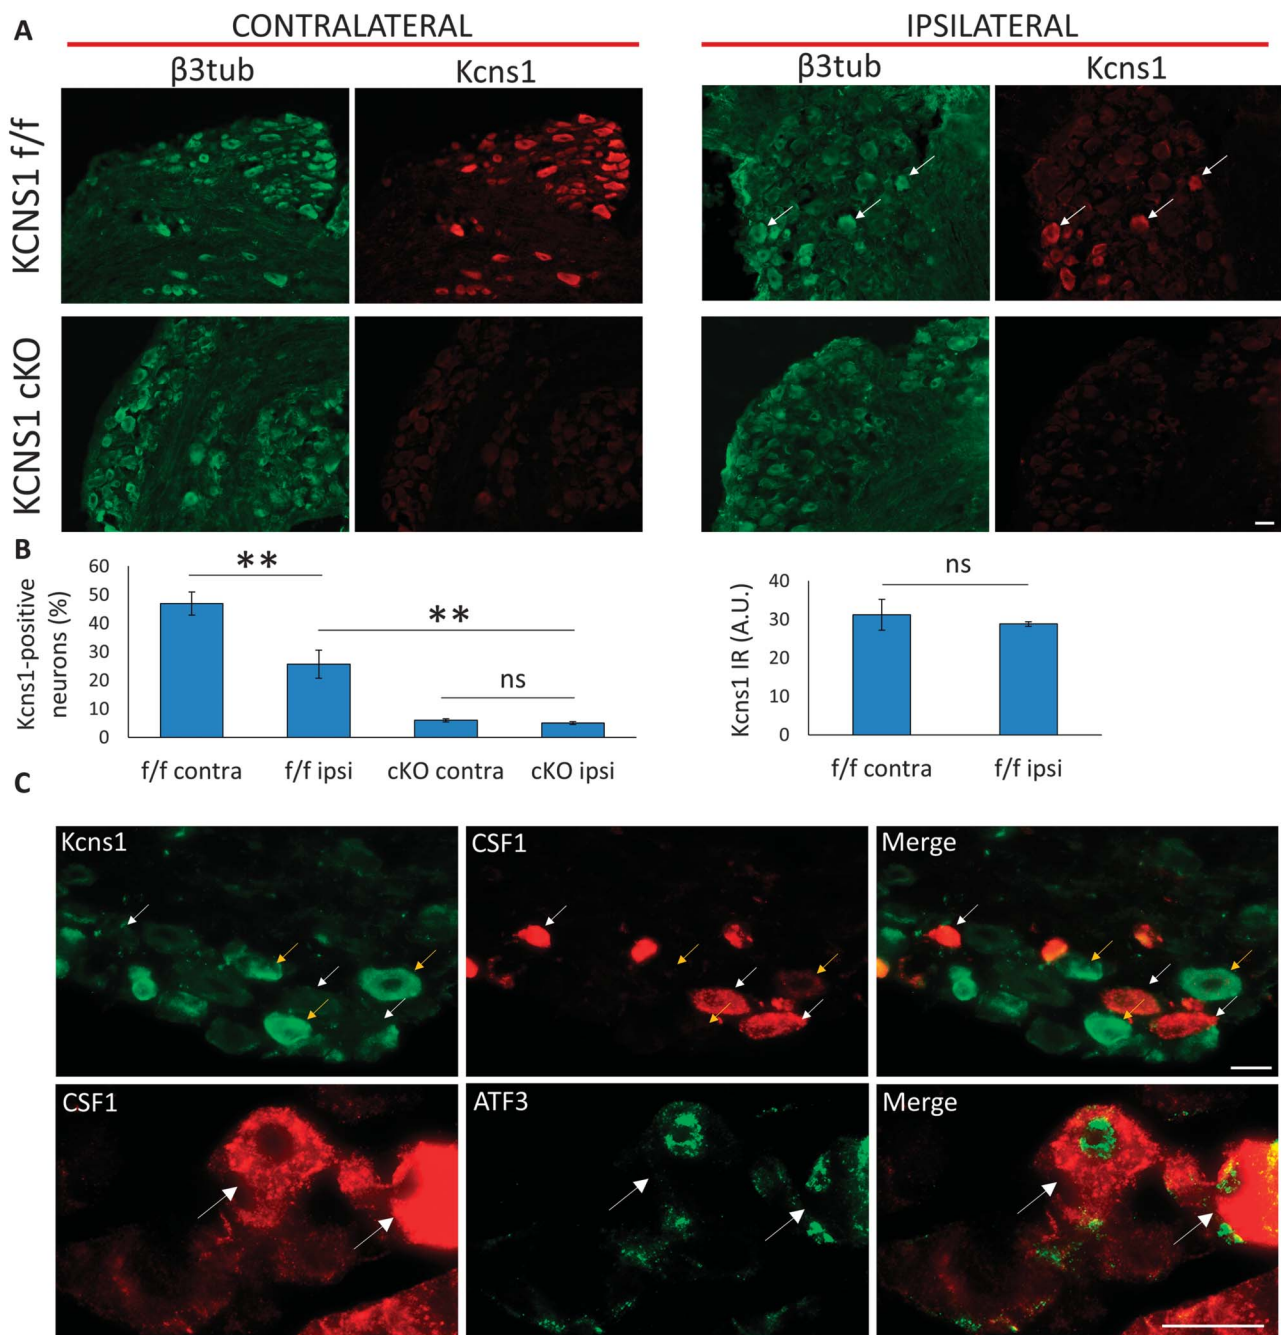 A
CONTRALATERAL
IPSILATERAL
β3tub
Kcns1
β3tub
Kcns1
KCNS1 f/f
KCNS1 cKO
B
Kcns1-positive
neurons (%)
60
50
40
30
20
10
0
**
**
ns
f/f contra
f/f ipsi
cKO contra
cKO ipsi
Kcns1 IR (A.U.)
40
30
20
10
0
ns
f/f contra
f/f ipsi
C
Kcns1
CSF1
Merge
CSF1
ATF3
Merge